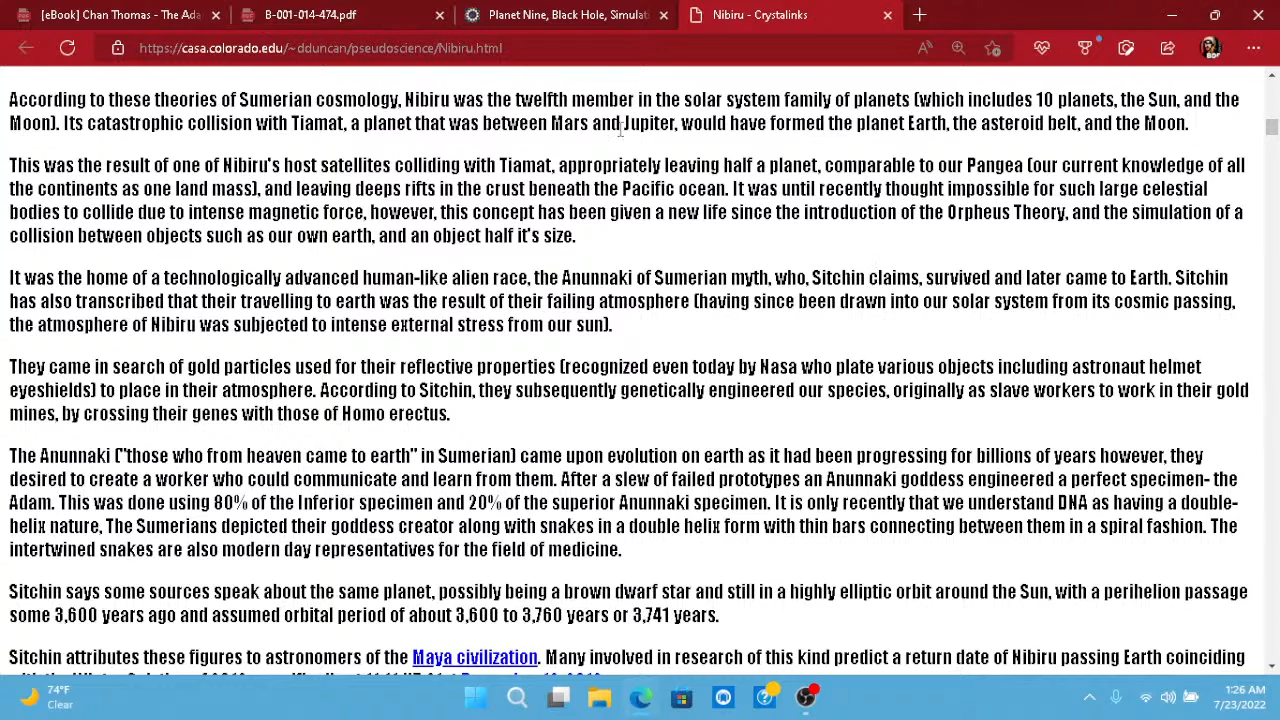 [eBook] Chan Thomas - The Ada
B-001-014-474.pdf
Planet Nine, Black Hole, Simulati
Nibiru - Crystalinks
https://casa.colorado.edu/~dduncan/pseudoscience/Nibiru.html
According to these theories of Sumerian cosmology, Nibiru was the twelfth member in the solar system family of planets (which includes 10 planets, the Sun, and the
Moon). Its catastrophic collision with Tiamat, a planet that was between Mars and Jupiter, would have formed the planet Earth, the asteroid belt, and the Moon.
This was the result of one of Nibiru's host satellites colliding with Tiamat, appropriately leaving half a planet, comparable to our Pangea (our current knowledge of all
the continents as one land mass), and leaving deeps rifts in the crust beneath the Pacific ocean. It was until recently thought impossible for such large celestial
bodies to collide due to intense magnetic force, however, this concept has been given a new life since the introduction of the Orpheus Theory, and the simulation of a
collision between objects such as our own earth, and an object half it's size.
It was the home of a technologically advanced human-like alien race, the Anunnaki of Sumerian myth, who, Sitchin claims, survived and later came to Earth. Sitchin
has also transcribed that their travelling to earth was the result of their failing atmosphere (having since been drawn into our solar system from its cosmic passing,
the atmosphere of Nibiru was subjected to intense external stress from our sun).
They came in search of gold particles used for their reflective properties (recognized even today by Nasa who plate various objects including astronaut helmet
eyeshields) to place in their atmosphere. According to Sitchin, they subsequently genetically engineered our species, originally as slave workers to work in their gold
mines, by crossing their genes with those of Homo erectus.
The Anunnaki ("those who from heaven came to earth" in Sumerian) came upon evolution on earth as it had been progressing for billions of years however, they
desired to create a worker who could communicate and learn from them. After a slew of failed prototypes an Anunnaki goddess engineered a perfect specimen- the
Adam. This was done using 80% of the Inferior specimen and 20% of the superior Anunnaki specimen. It is only recently that we understand DNA as having a double-
helix nature, The Sumerians depicted their goddess creator along with snakes in a double helix form with thin bars connecting between them in a spiral fashion. The
intertwined snakes are also modern day representatives for the field of medicine.
Sitchin says some sources speak about the same planet, possibly being a brown dwarf star and still in a highly elliptic orbit around the Sun, with a perihelion passage
some 3,600 years ago and assumed orbital period of about 3,600 to 3,760 years or 3,741 years.
Sitchin attributes these figures to astronomers of the Maya civilization. Many involved in research of this kind predict a return date of Nibiru passing Earth coinciding
74°F
Clear
1:26 AM
7/23/2022